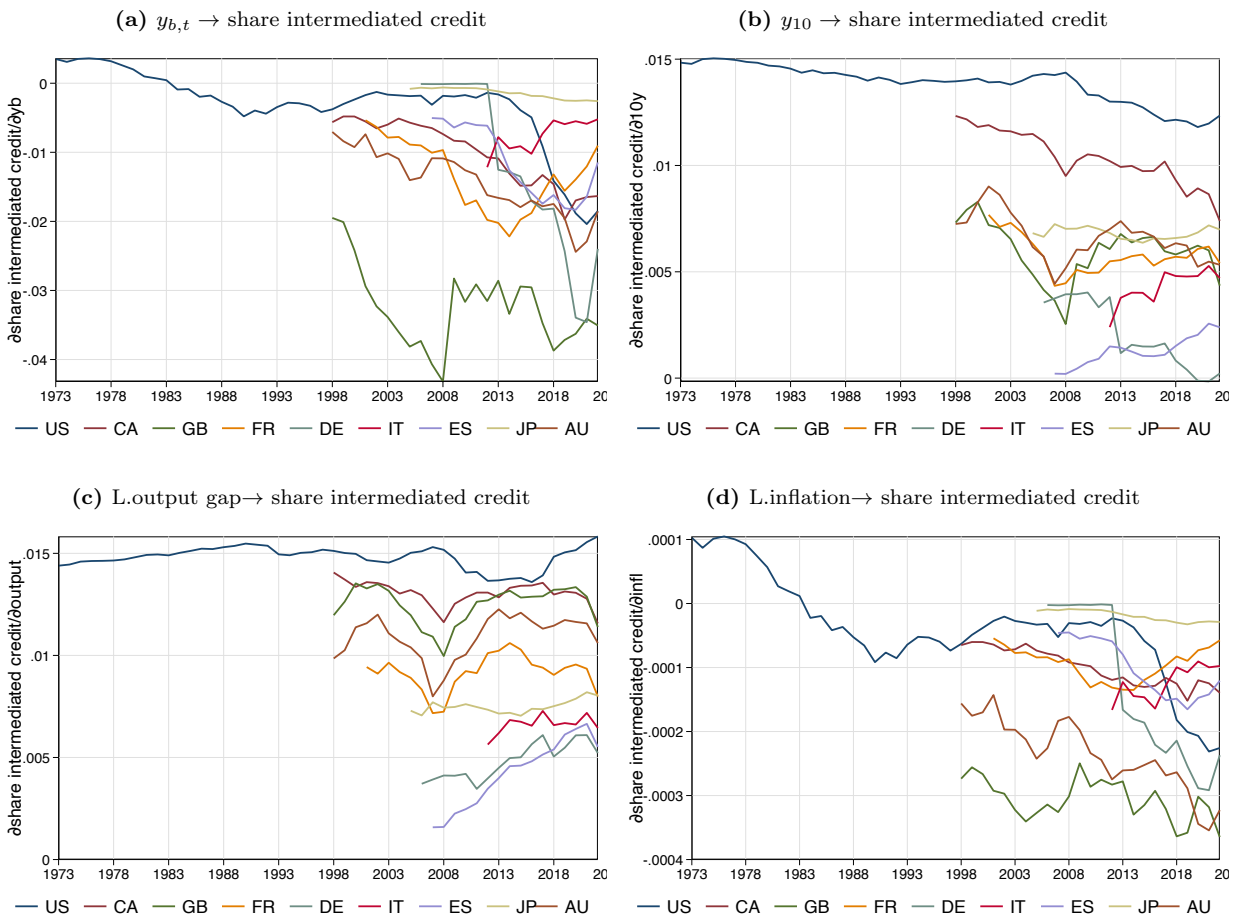 (a) y_{b,t} → share intermediated credit
∂share intermediated credit/∂yb
0
-.01
-.02
-.03
-.04
1973 1978 1983 1988 1993 1998 2003 2008 2013 2018 20
US CA GB FR DE IT ES JP AU
(b) y_{10} → share intermediated credit
∂share intermediated credit/∂10y
.015
.01
.005
0
1973 1978 1983 1988 1993 1998 2003 2008 2013 2018 20
US CA GB FR DE IT ES JP AU
(c) L.output gap→ share intermediated credit
∂share intermediated credit/∂output
.015
.01
.005
0
1973 1978 1983 1988 1993 1998 2003 2008 2013 2018 20
US CA GB FR DE IT ES JP AU
(d) L.inflation→ share intermediated credit
∂share intermediated credit/∂infl
.0001
0
-.0001
-.0002
-.0003
-.0004
1973 1978 1983 1988 1993 1998 2003 2008 2013 2018 20
US CA GB FR DE IT ES JP AU